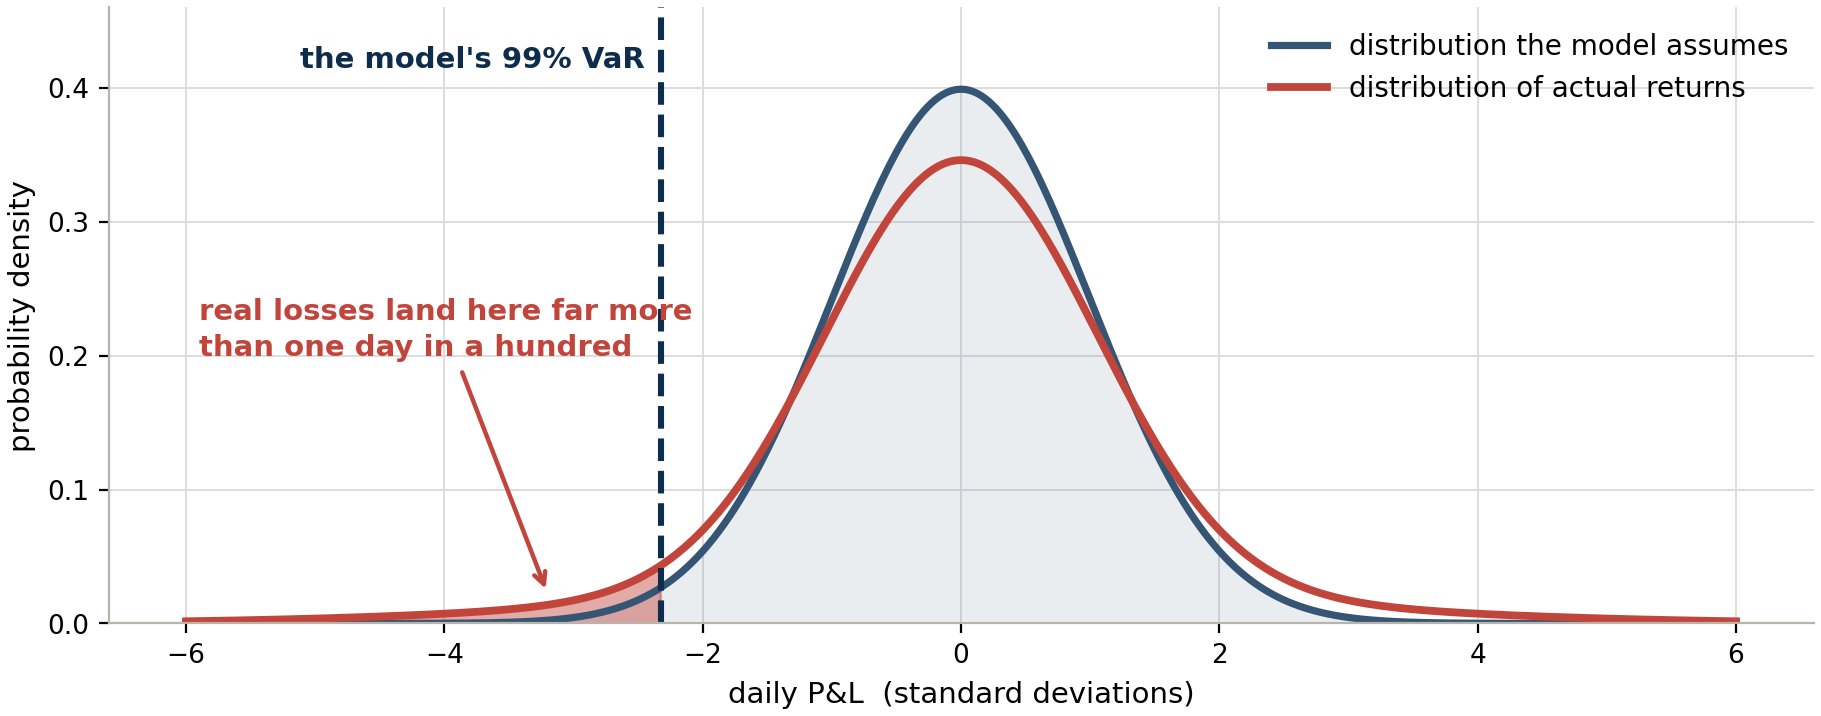 the model's 99% VaR
distribution the model assumes
distribution of actual returns
real losses land here far more
than one day in a hundred
probability density
0.4
0.3
0.2
0.1
0.0
−6
−4
−2
0
2
4
6
daily P&L (standard deviations)